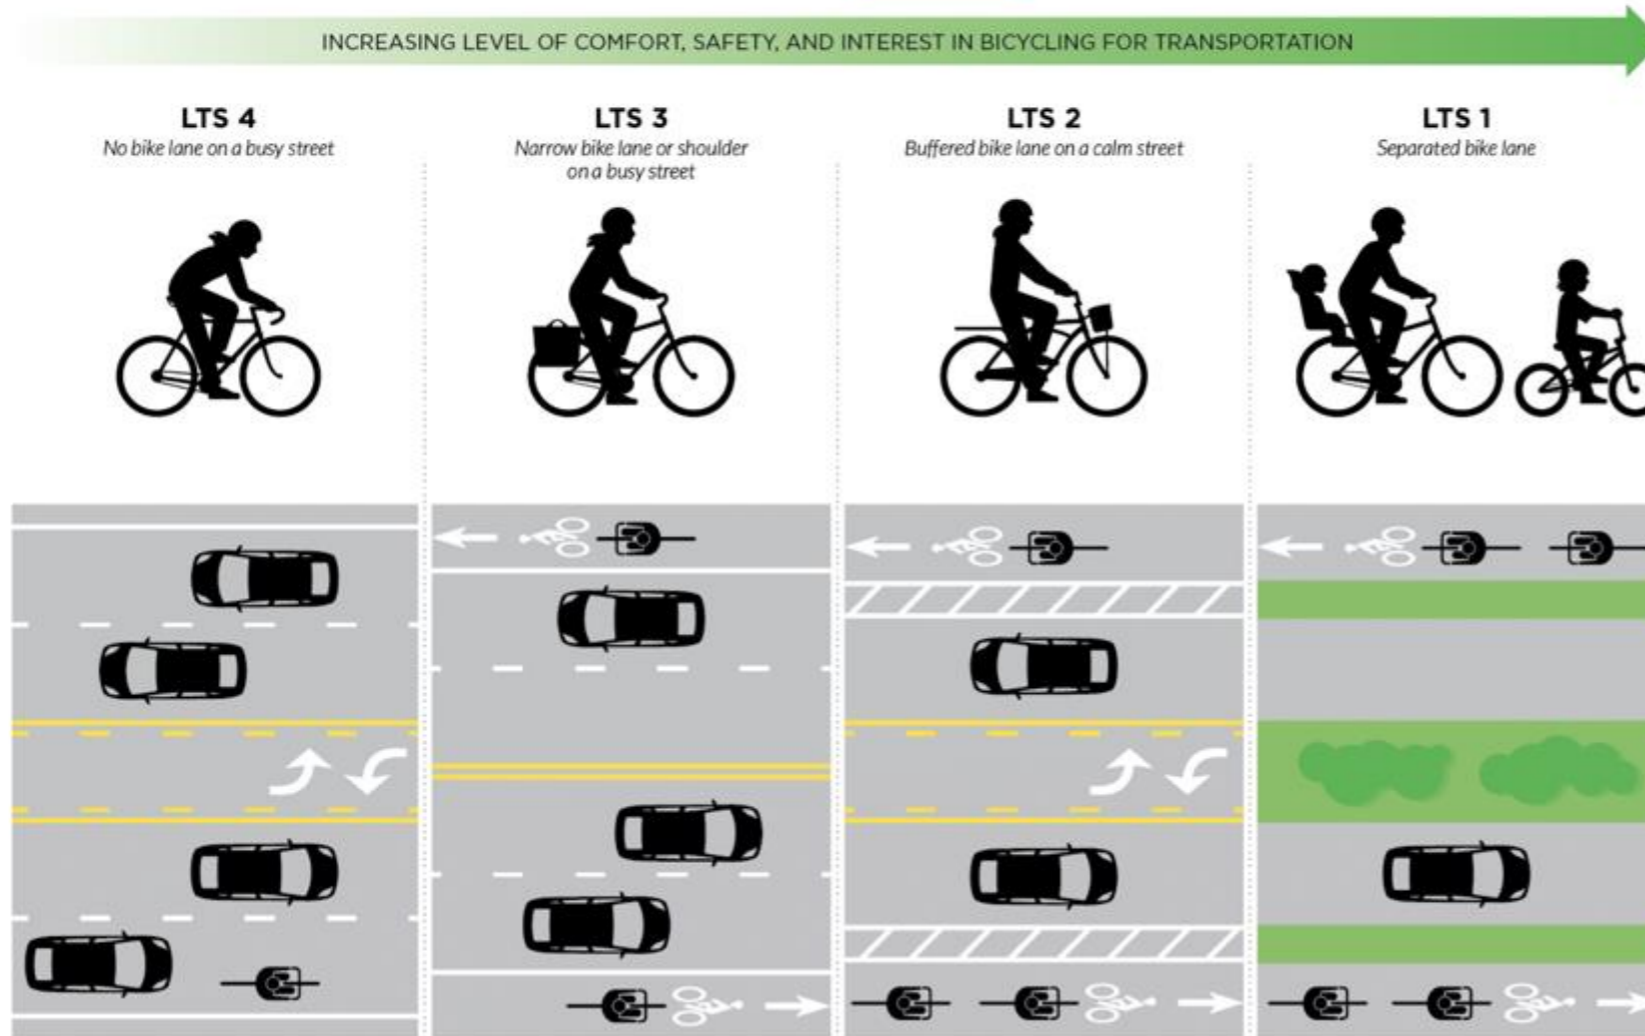 INCREASING LEVEL OF COMFORT, SAFETY, AND INTEREST IN BICYCLING FOR TRANSPORTATION
LTS 4
No bike lane on a busy street
LTS 3
Narrow bike lane or shoulder
on a busy street
LTS 2
Buffered bike lane on a calm street
LTS 1
Separated bike lane